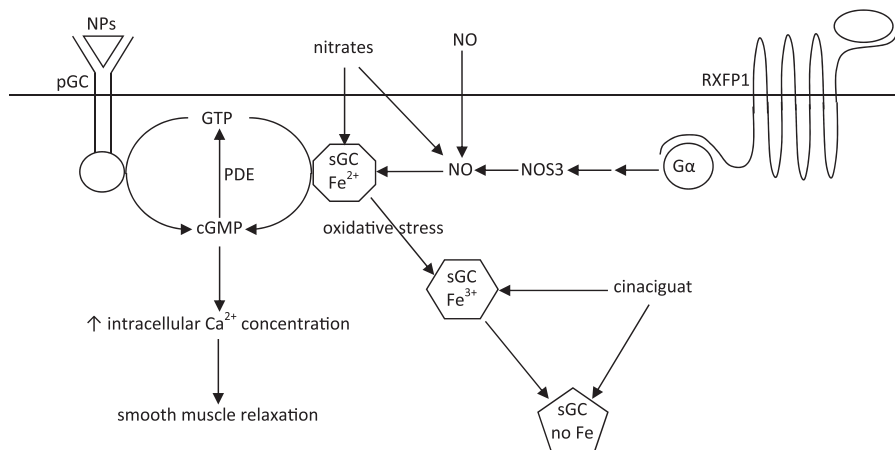 NPs
nitrates
NO
pGC
RXFP1
GTP
sGC
Fe²⁺
NO
NOS3
Gα
PDE
cGMP
oxidative stress
sGC
Fe³⁺
cinaciguat
↑ intracellular Ca²⁺ concentration
smooth muscle relaxation
sGC
no Fe